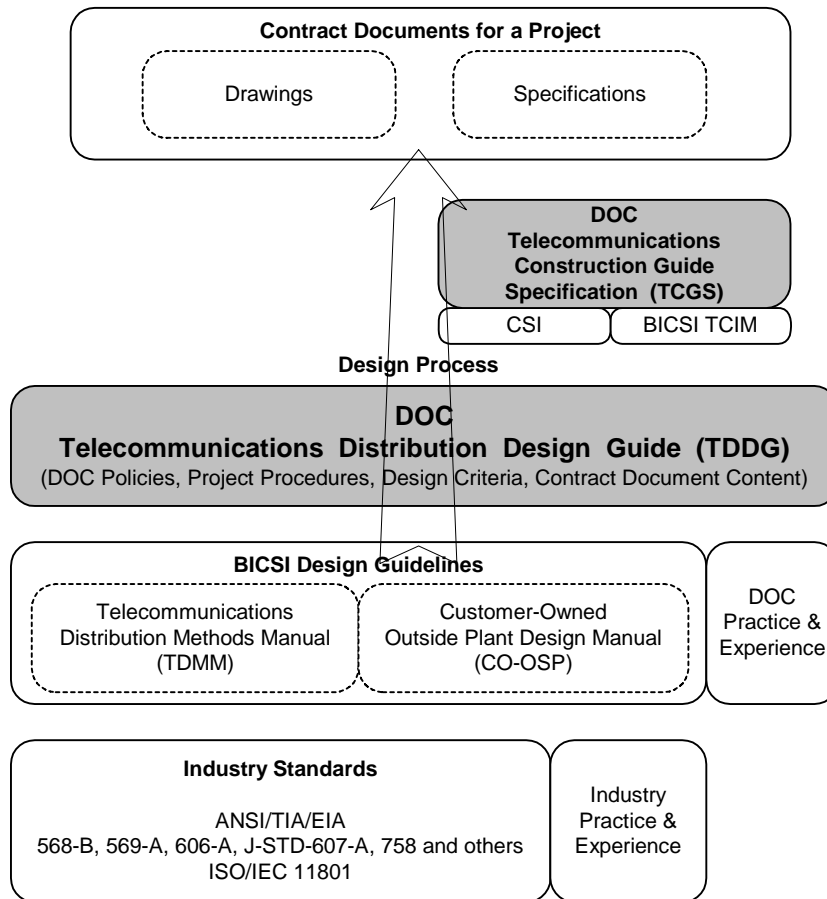 Contract Documents for a Project
Drawings
Specifications
DOC
Telecommunications
Construction Guide
Specification (TCGS)
CSI
BICSI TCIM
Design Process
DOC
Telecommunications Distribution Design Guide (TDDG)
(DOC Policies, Project Procedures, Design Criteria, Contract Document Content)
BICSI Design Guidelines
Telecommunications
Distribution Methods Manual
(TDMM)
Customer-Owned
Outside Plant Design Manual
(CO-OSP)
DOC
Practice &
Experience
Industry Standards
ANSI/TIA/EIA
568-B, 569-A, 606-A, J-STD-607-A, 758 and others
ISO/IEC 11801
Industry
Practice &
Experience